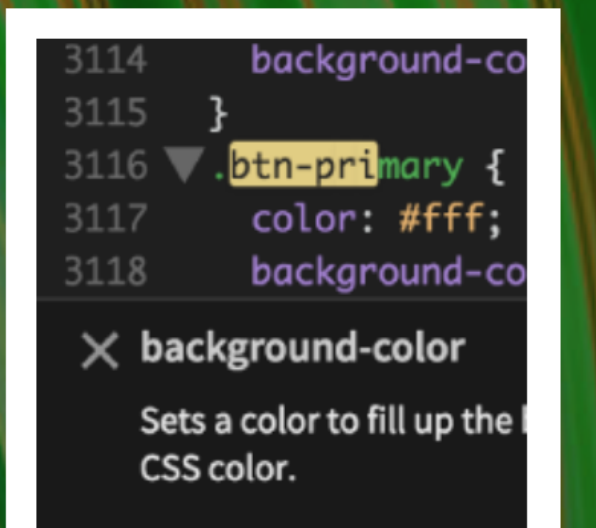 3114 background-co
3115 }
3116 .btn-primary {
3117 color: #fff;
3118 background-co
background-color
Sets a color to fill up the
CSS color.